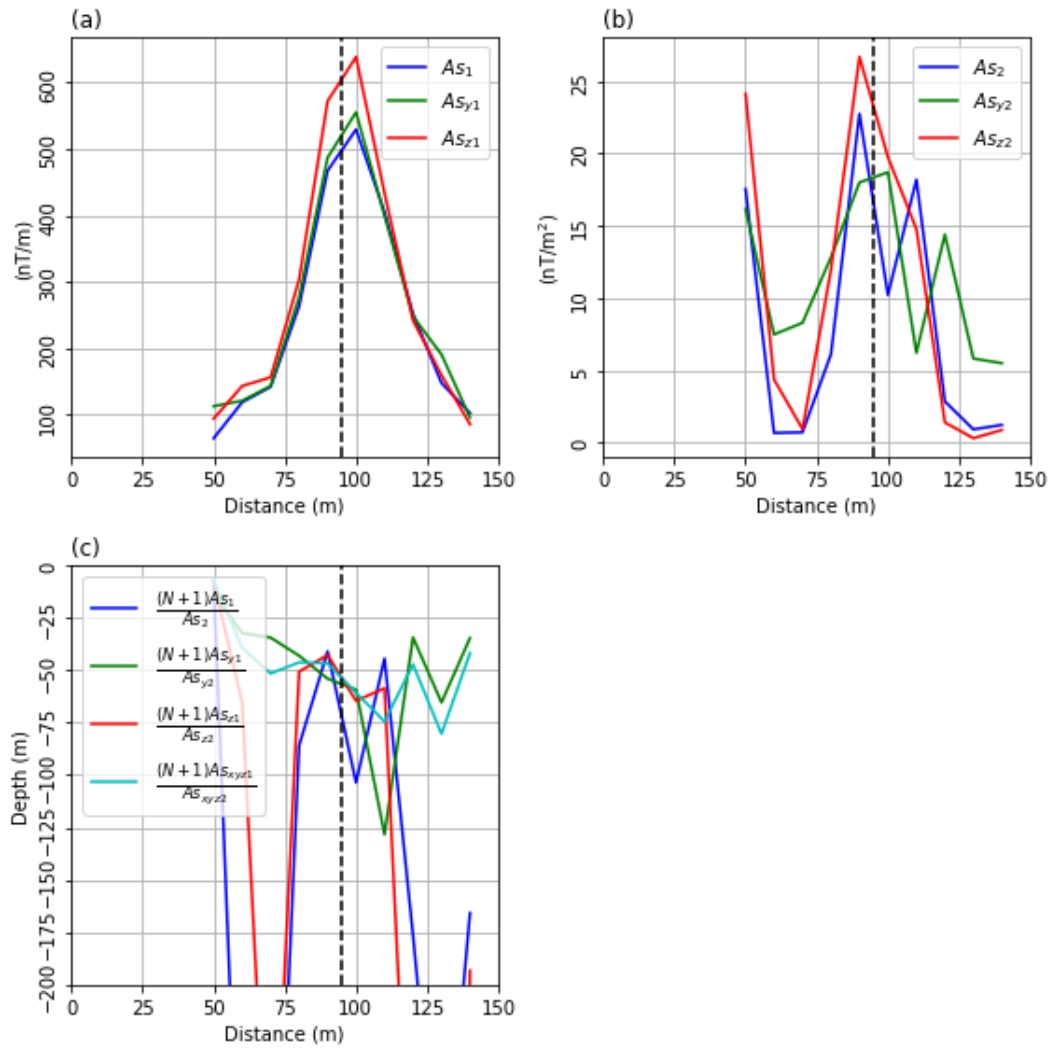 (a)
(nT/m)
100
200
300
400
500
600
As1
Asy1
Asz1
0 25 50 75 100 125 150
Distance (m)
(b)
(nT/m²)
0
5
10
15
20
25
As2
Asy2
Asz2
0 25 50 75 100 125 150
Distance (m)
(c)
Depth (m)
0
−25
−50
−75
−100
−125
−150
−175
−200
(N + 1)As1
As2
(N + 1)Asy1
Asy2
(N + 1)Asz1
Asz2
(N + 1)Asxyz1
Asxyz2
0 25 50 75 100 125 150
Distance (m)